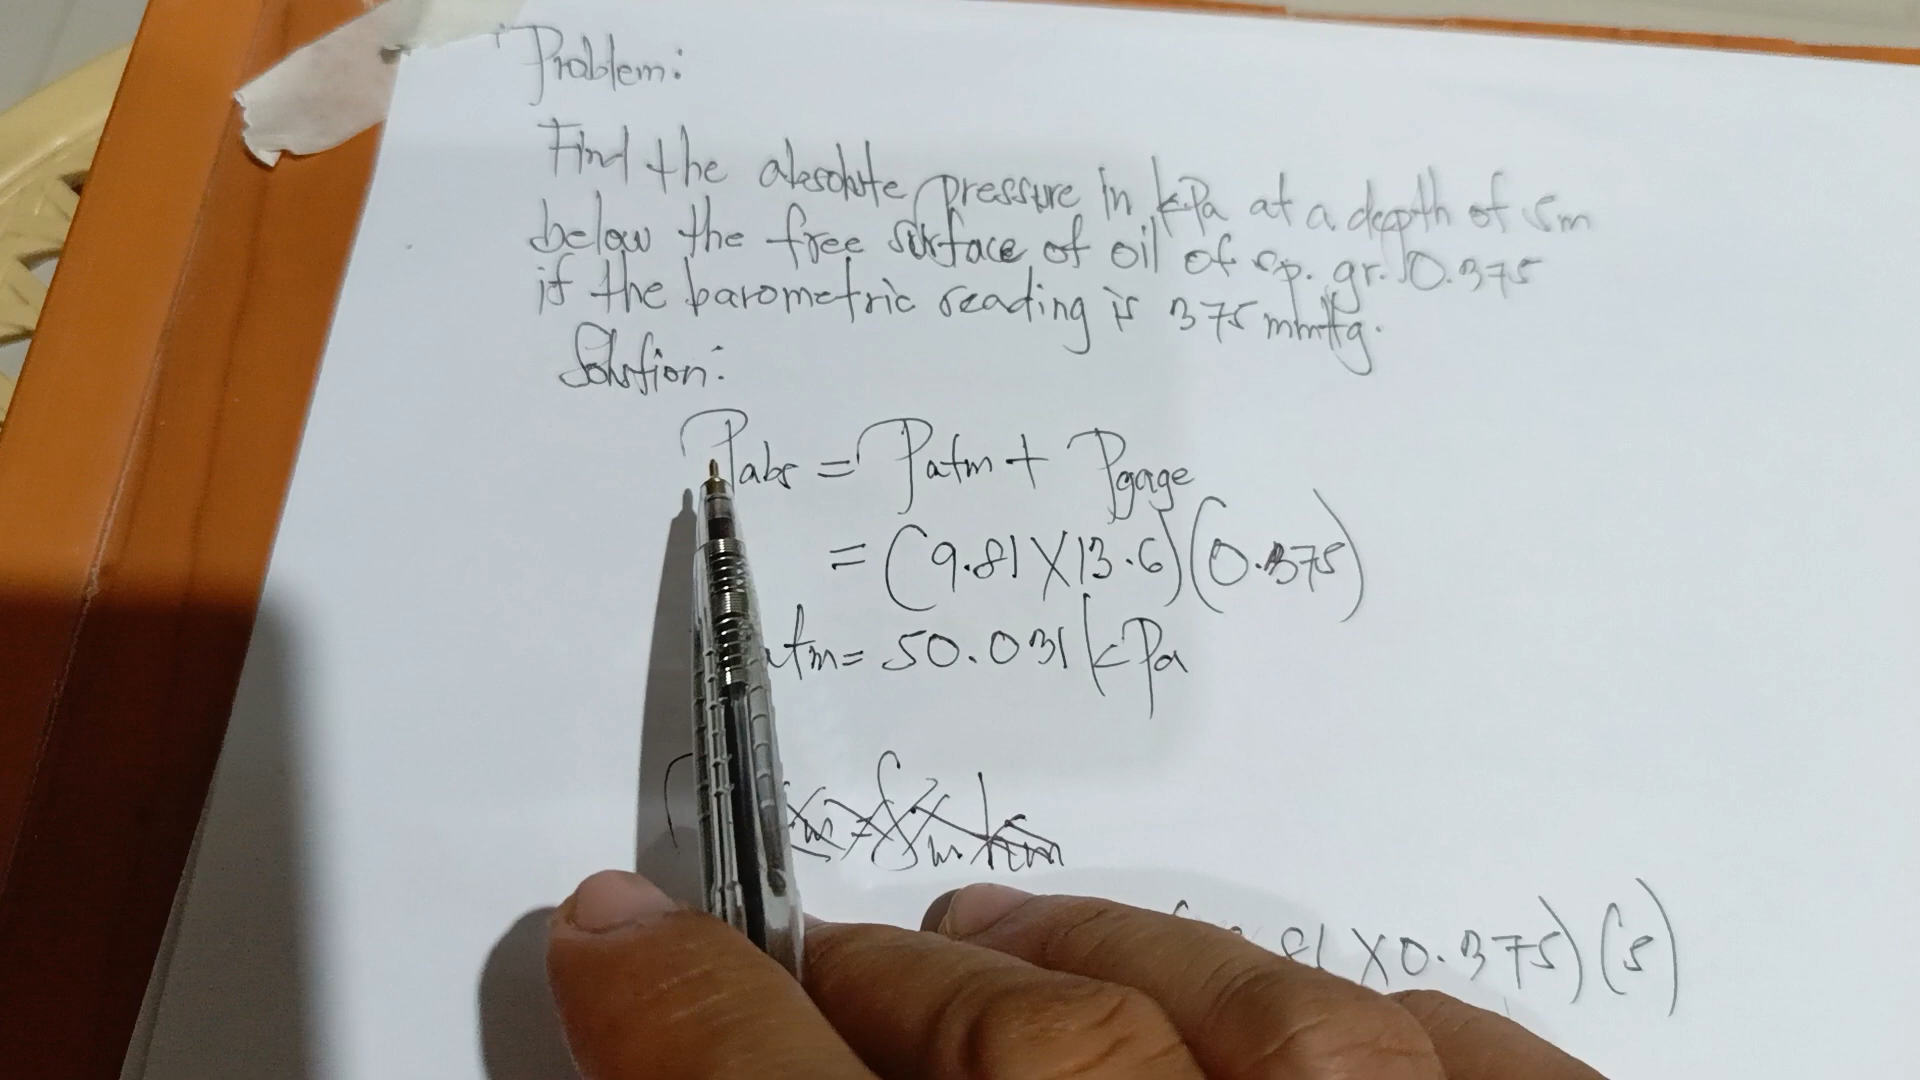 Problem:
Find the absolute pressure in kPa at a depth of 5m
below the free surface of oil of sp. gr. 0.375
if the barometric reading is 375 mmHg.
Solution:
Pabs = Patm + Pgage
= (9.81 X 13.6)(0.375)
atm = 50.031 kPa
81 X 0.375)(5)